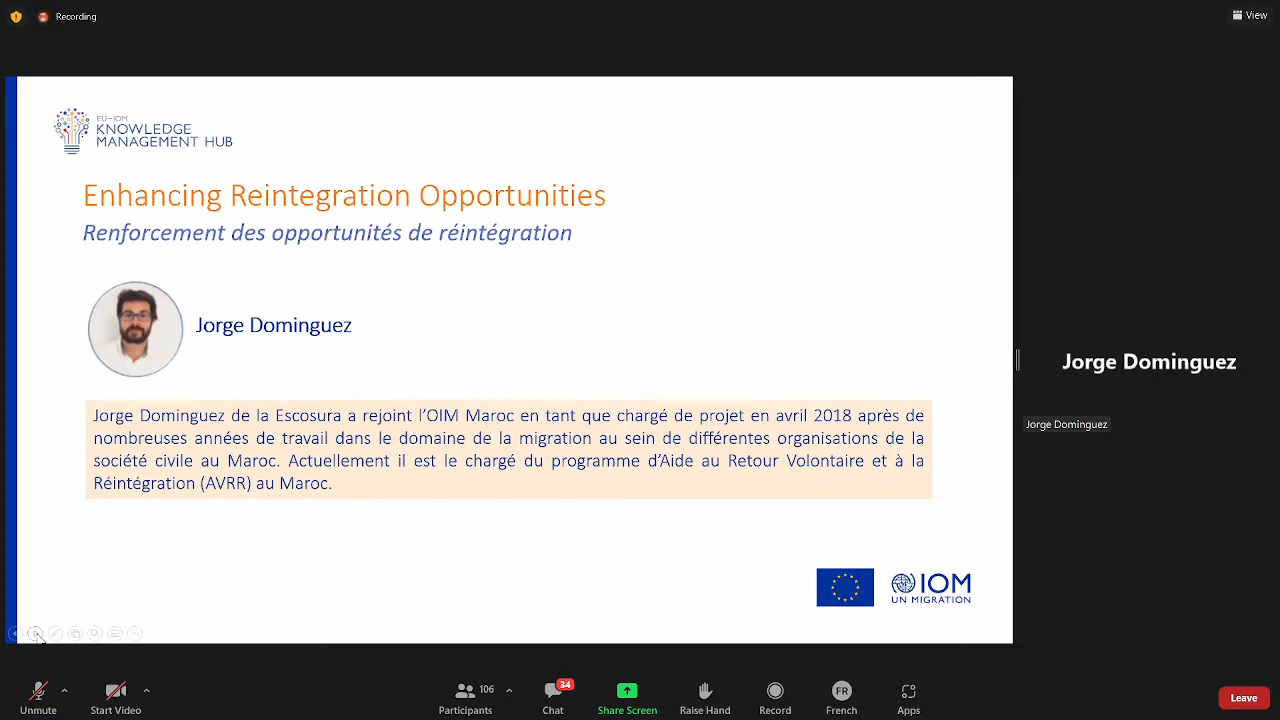 Recording
View
EU-IOM
KNOWLEDGE
MANAGEMENT HUB
Enhancing Reintegration Opportunities
Renforcement des opportunités de réintégration
Jorge Dominguez
Jorge Dominguez de la Escosura a rejoint l’OIM Maroc en tant que chargé de projet en avril 2018 après de
nombreuses années de travail dans le domaine de la migration au sein de différentes organisations de la
société civile au Maroc. Actuellement il est le chargé du programme d’Aide au Retour Volontaire et à la
Réintégration (AVRR) au Maroc.
IOM
UN MIGRATION
Jorge Dominguez
Jorge Dominguez
Unmute
Start Video
106
Participants
34
Chat
Share Screen
Raise Hand
Record
FR
French
Apps
Leave